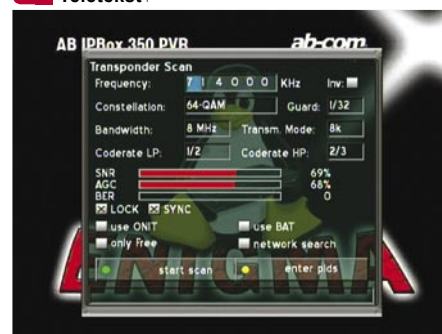 Teletekst
AB IPBox 350 PVR ab-com
Transponder Scan
Frequency: 714000 KHz Inv:
Constellation: 64-QAM Guard: 1/32
Bandwidth: 8 MHz Transm. Mode: 8k
Coderate LP: 1/2 Coderate HP: 2/3
SNR 69%
AGC 68%
BER 0
LOCK SYNC
use ONIT use BAT
only Free network search
start scan enter pids
ENIGMA